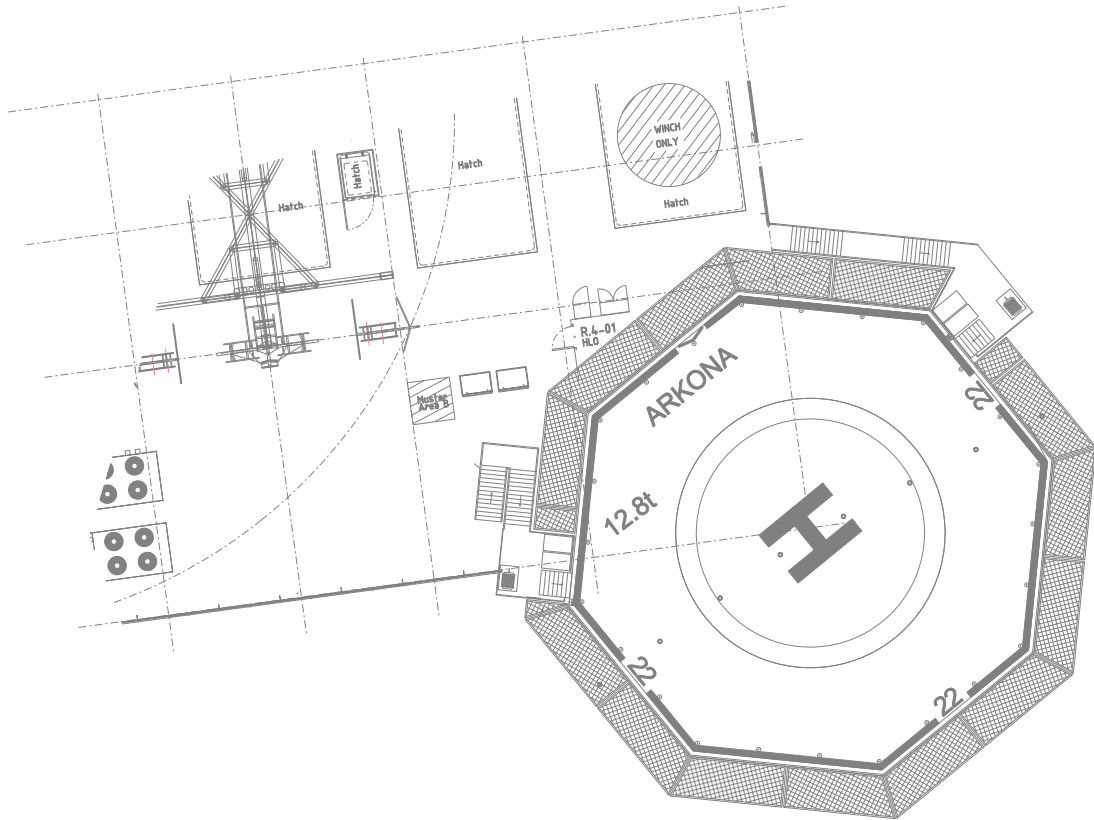 WINCH
ONLY
Hatch
Hatch
Hatch
Hatch
R.4-01
HLO
Muster
Area B
ARKONA
22
12.8t
H
22
22